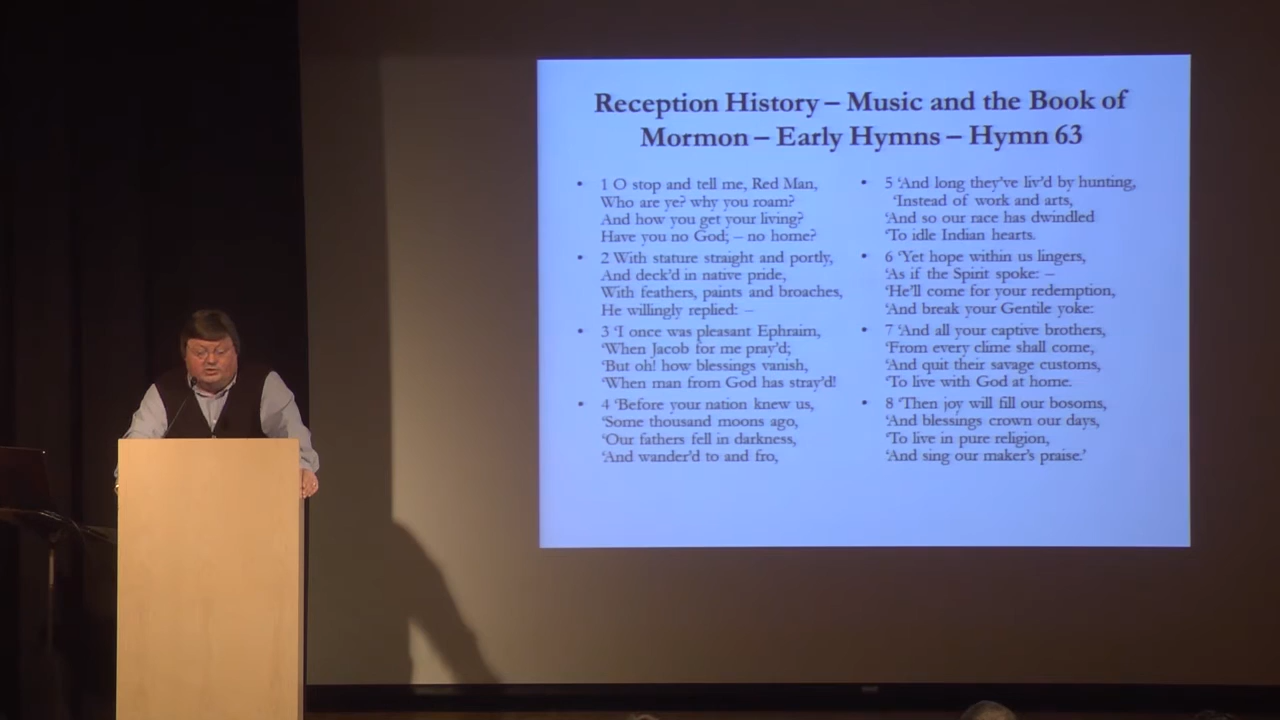 Reception History – Music and the Book of
Mormon – Early Hymns – Hymn 63
• 1 O stop and tell me, Red Man,
Who are ye? why you roam?
And how you get your living?
Have you no God; – no home?
• 2 With stature straight and portly,
And deck'd in native pride,
With feathers, paints and broaches,
He willingly replied: –
• 3 'I once was pleasant Ephraim,
'When Jacob for me pray'd;
'But oh! how blessings vanish,
'When man from God has stray'd!
• 4 'Before your nation knew us,
'Some thousand moons ago,
'Our fathers fell in darkness,
'And wander'd to and fro,
• 5 'And long they've liv'd by hunting,
'Instead of work and arts,
'And so our race has dwindled
'To idle Indian hearts.
• 6 'Yet hope within us lingers,
'As if the Spirit spoke: –
'He'll come for your redemption,
'And break your Gentile yoke:
• 7 'And all your captive brothers,
'From every clime shall come,
'And quit their savage customs,
'To live with God at home.
• 8 'Then joy will fill our bosoms,
'And blessings crown our days,
'To live in pure religion,
'And sing our maker's praise.'